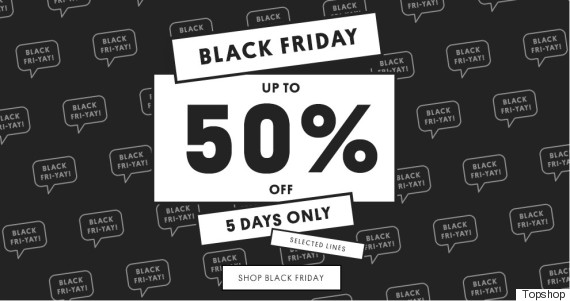 BLACK FRIDAY
UP TO
50%
OFF
5 DAYS ONLY
SELECTED LINES
SHOP BLACK FRIDAY
BLACK
FRI-YAY!
Topshop